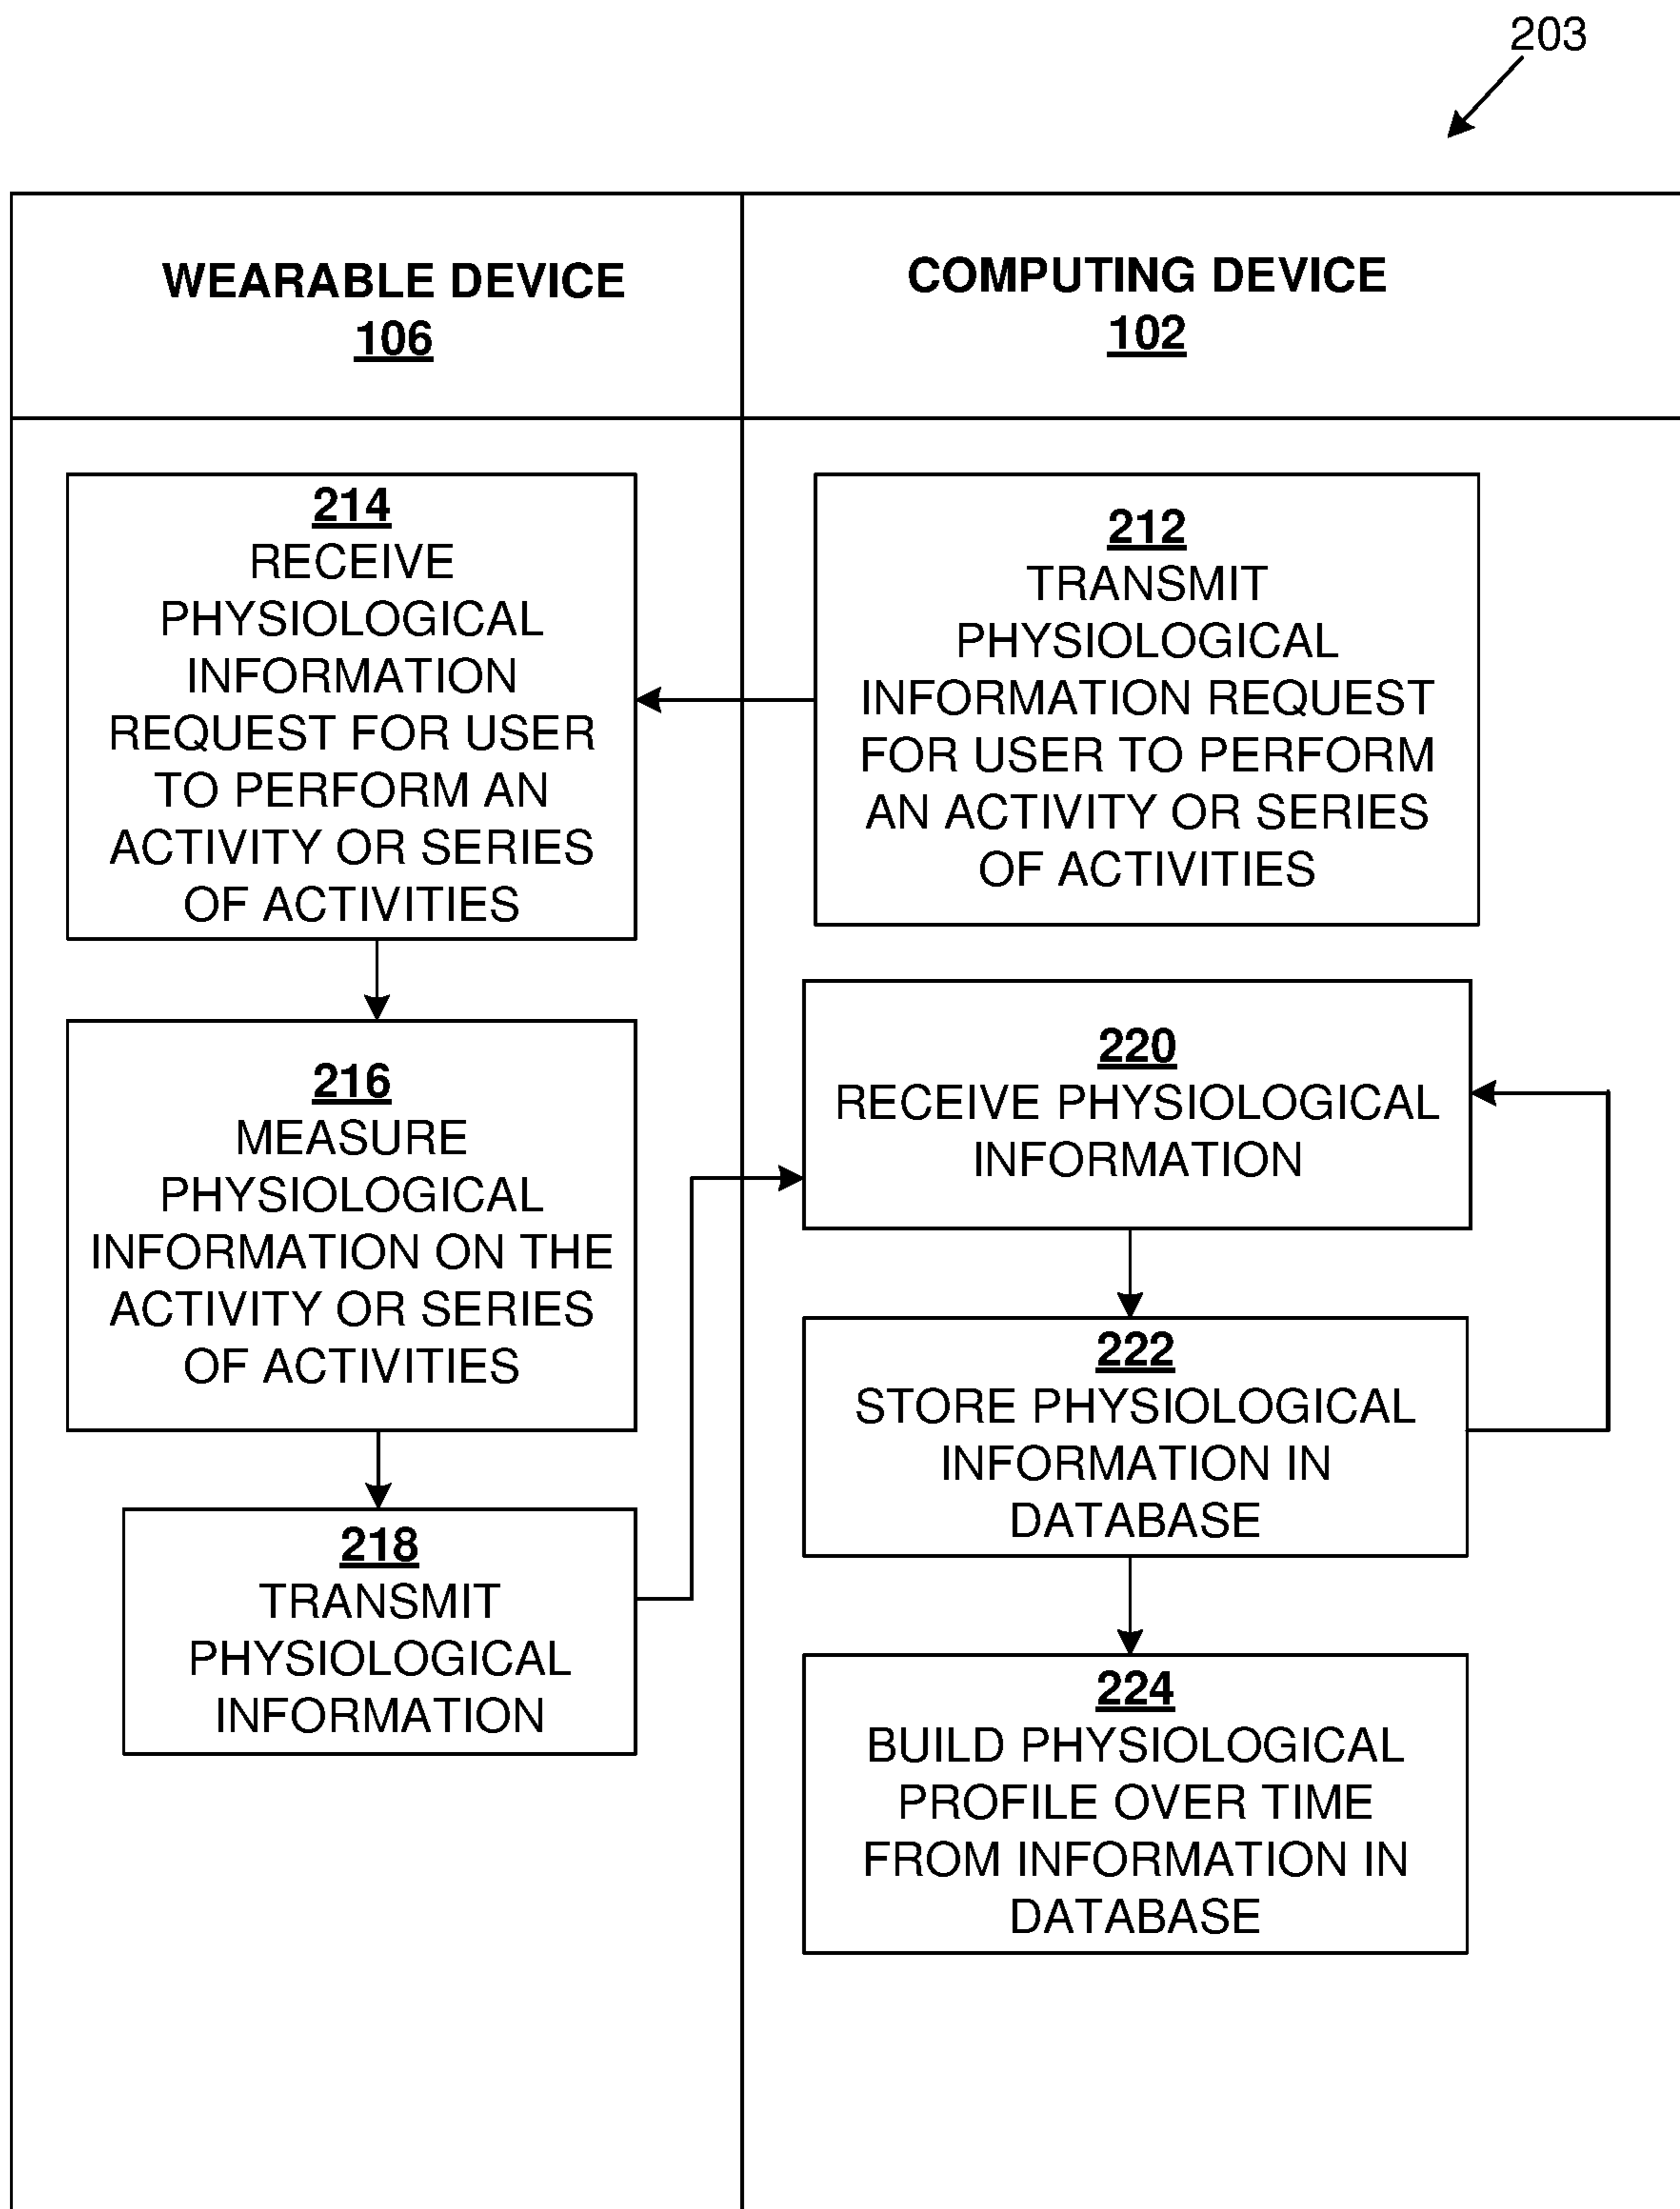 203
WEARABLE DEVICE
106
COMPUTING DEVICE
102
214
RECEIVE
PHYSIOLOGICAL
INFORMATION
REQUEST FOR USER
TO PERFORM AN
ACTIVITY OR SERIES
OF ACTIVITIES
212
TRANSMIT
PHYSIOLOGICAL
INFORMATION REQUEST
FOR USER TO PERFORM
AN ACTIVITY OR SERIES
OF ACTIVITIES
216
MEASURE
PHYSIOLOGICAL
INFORMATION ON THE
ACTIVITY OR SERIES
OF ACTIVITIES
218
TRANSMIT
PHYSIOLOGICAL
INFORMATION
220
RECEIVE PHYSIOLOGICAL
INFORMATION
222
STORE PHYSIOLOGICAL
INFORMATION IN
DATABASE
224
BUILD PHYSIOLOGICAL
PROFILE OVER TIME
FROM INFORMATION IN
DATABASE